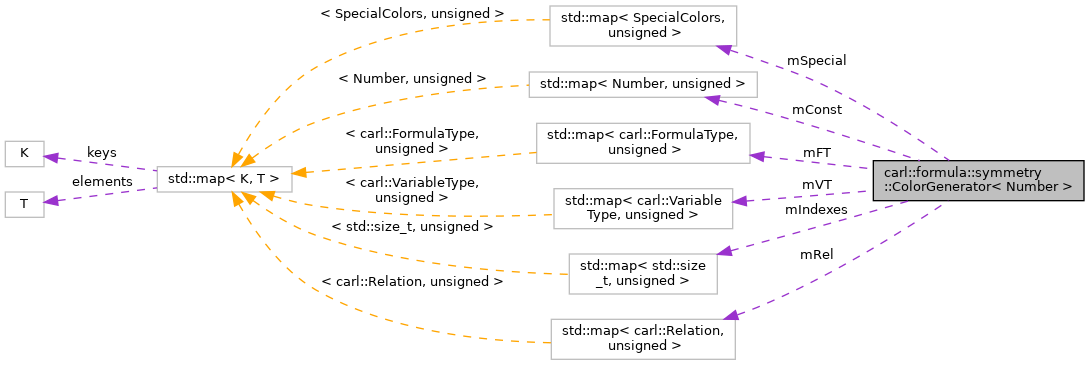 < SpecialColors, unsigned >
std::map< SpecialColors,
unsigned >
mSpecial
< Number, unsigned >
std::map< Number, unsigned >
mConst
< carl::FormulaType,
unsigned >
std::map< carl::FormulaType,
unsigned >
mFT
K
keys
elements
T
std::map< K, T >
< carl::VariableType,
unsigned >
std::map< carl::Variable
Type, unsigned >
mVT
carl::formula::symmetry
::ColorGenerator< Number >
mIndexes
< std::size_t, unsigned >
std::map< std::size
_t, unsigned >
mRel
< carl::Relation, unsigned >
std::map< carl::Relation,
unsigned >